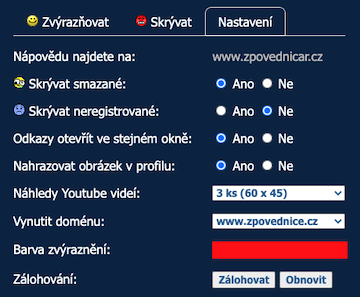 Zvýrazňovat Skrývat Nastavení
Nápovědu najdete na: www.zpovednicar.cz
Skrývat smazané: Ano Ne
Skrývat neregistrované: Ano Ne
Odkazy otevřít ve stejném okně: Ano Ne
Nahrazovat obrázek v profilu: Ano Ne
Náhledy Youtube videí: 3 ks (60 x 45)
Vynutit doménu: www.zpovednice.cz
Barva zvýraznění:
Zálohování: Zálohovat Obnovit